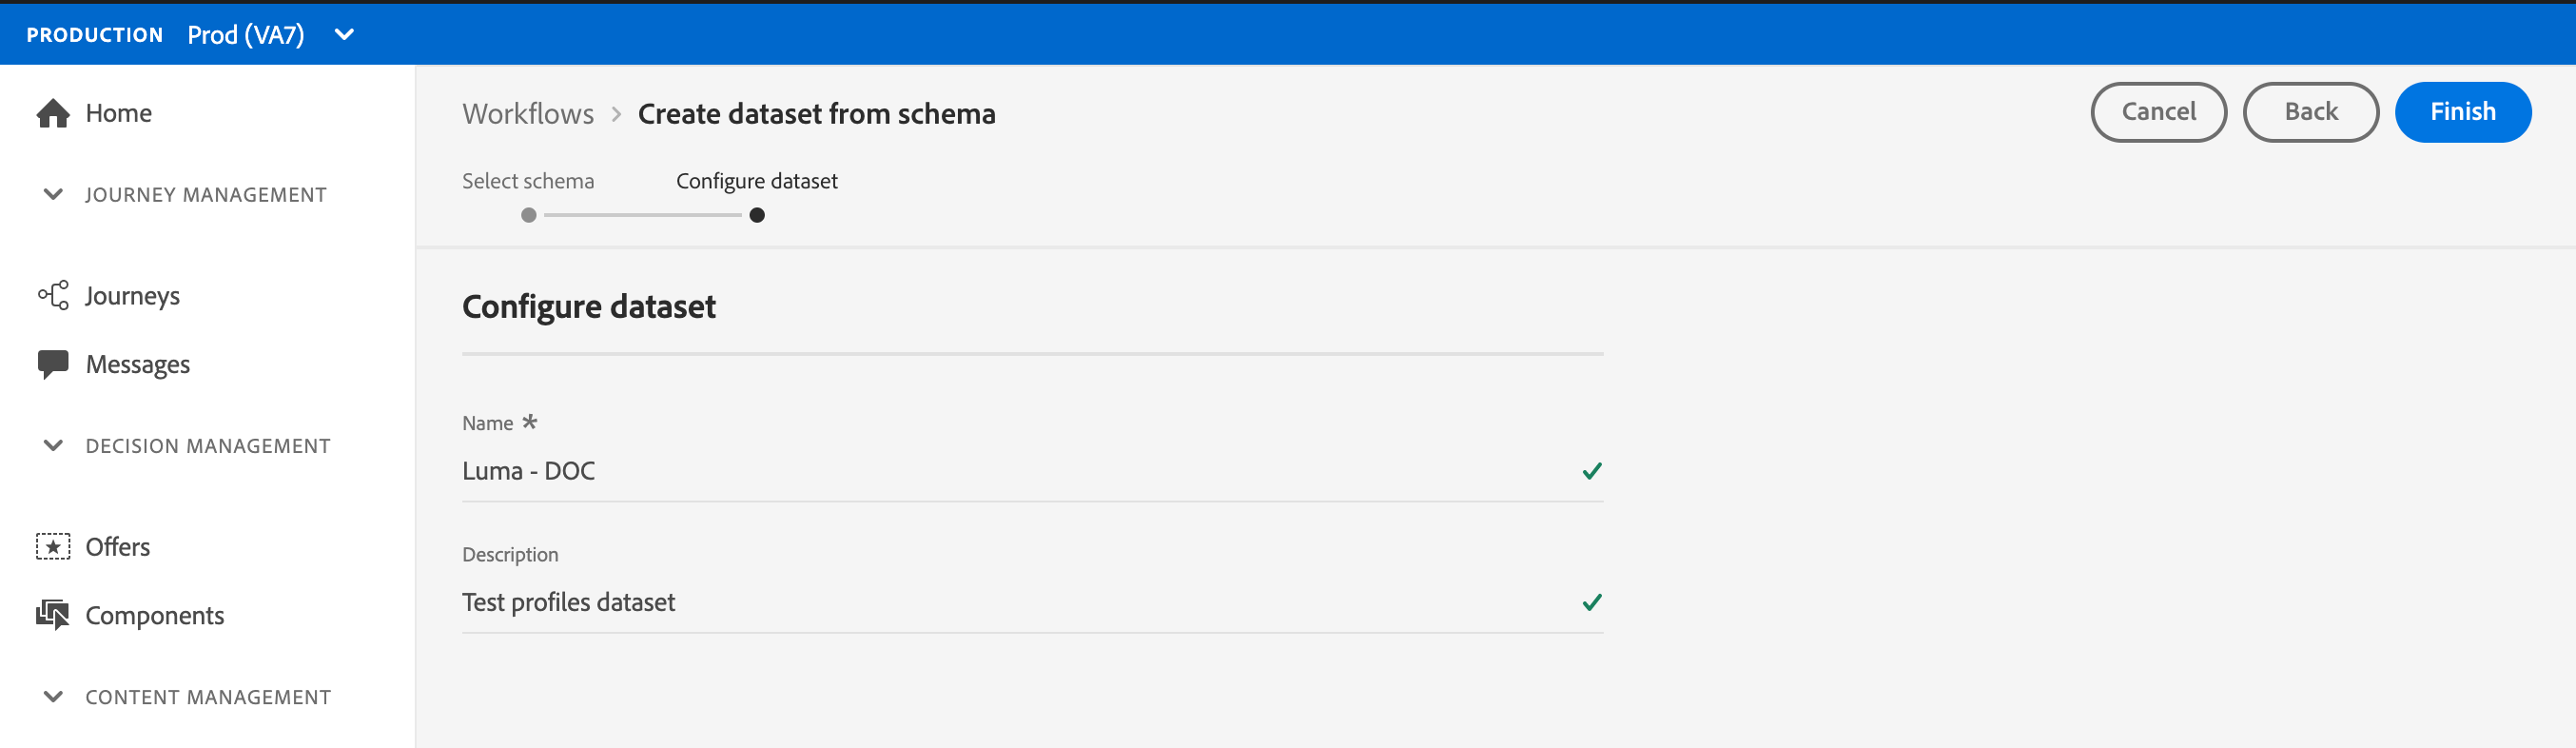 PRODUCTION Prod (VA7)
Home
JOURNEY MANAGEMENT
Journeys
Messages
DECISION MANAGEMENT
Offers
Components
CONTENT MANAGEMENT
Workflows > Create dataset from schema
Cancel Back Finish
Select schema Configure dataset
Configure dataset
Name *
Luma - DOC
Description
Test profiles dataset